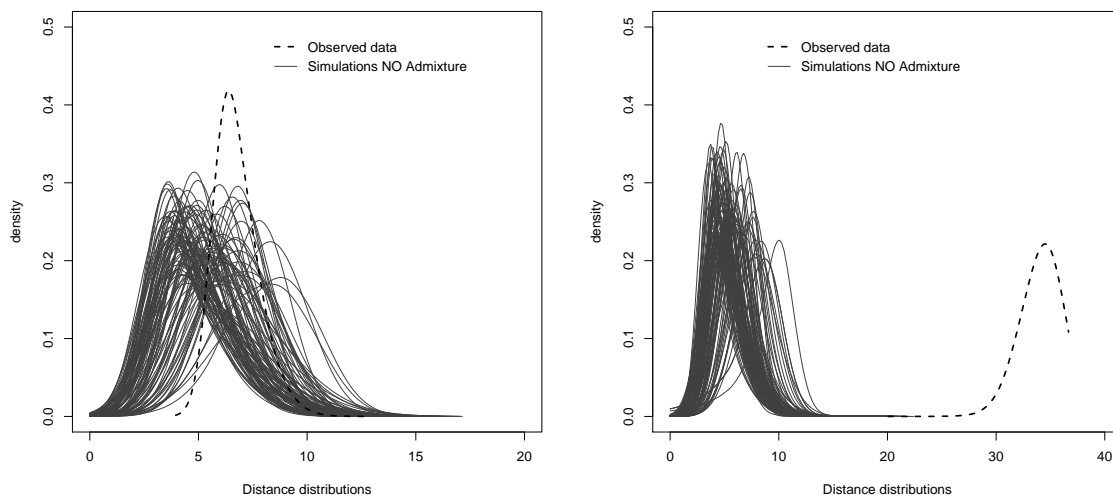 0.5
0.4
0.3
0.2
0.1
0.0
density
Observed data
Simulations NO Admixture
0 5 10 15 20
Distance distributions
0.5
0.4
0.3
0.2
0.1
0.0
density
Observed data
Simulations NO Admixture
0 10 20 30 40
Distance distributions